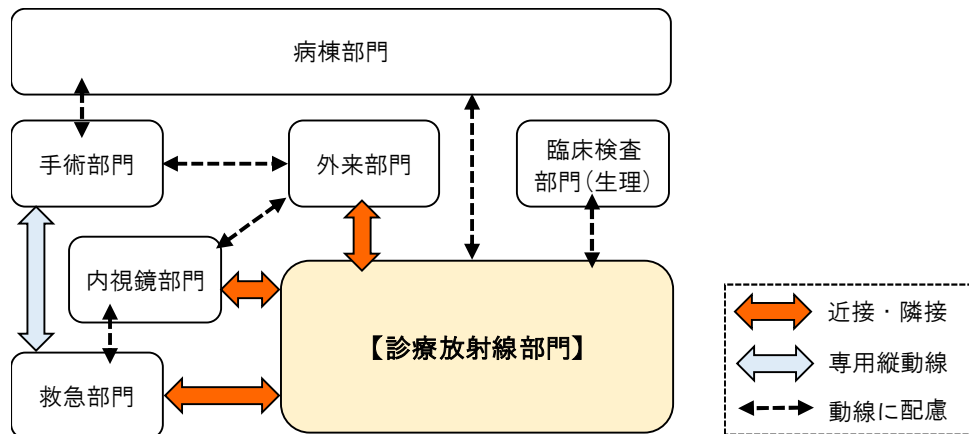 病棟部門
手術部門
外来部門
臨床検査
部門（生理）
内視鏡部門
【診療放射線部門】
救急部門
近接・隣接
専用縦動線
動線に配慮